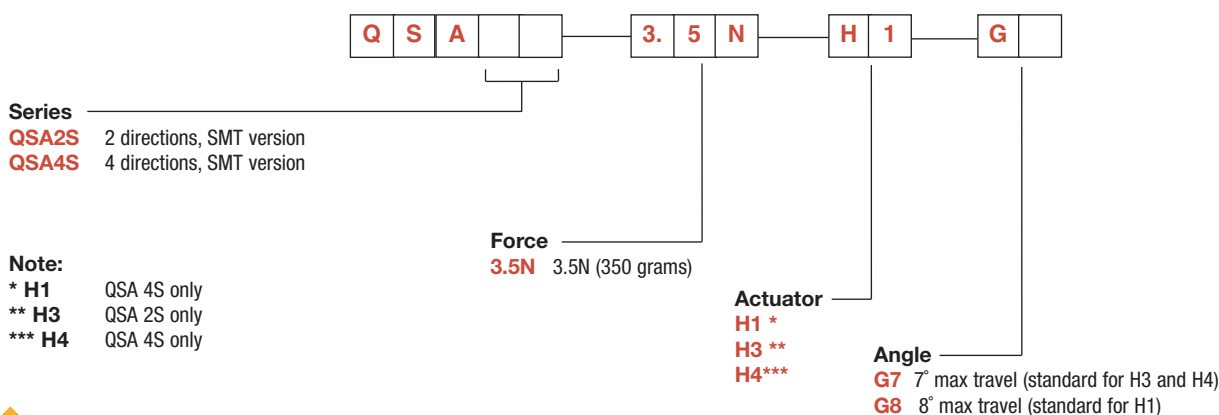 Q S A 3. 5 N H 1 G
Series
QSA2S 2 directions, SMT version
QSA4S 4 directions, SMT version
Force
3.5N 3.5N (350 grams)
Note:
* H1 QSA 4S only
** H3 QSA 2S only
*** H4 QSA 4S only
Actuator
H1 *
H3 **
H4***
Angle
G7 7° max travel (standard for H3 and H4)
G8 8° max travel (standard for H1)